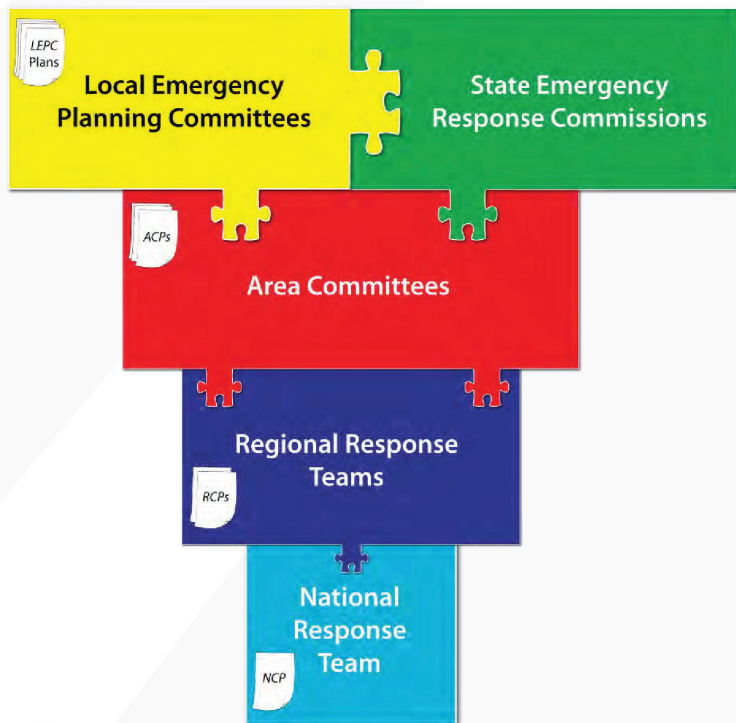 LEPC
Plans
Local Emergency
Planning Committees
State Emergency
Response Commissions
ACPs
Area Committees
Regional Response
Teams
RCPs
National
Response
Team
NCP